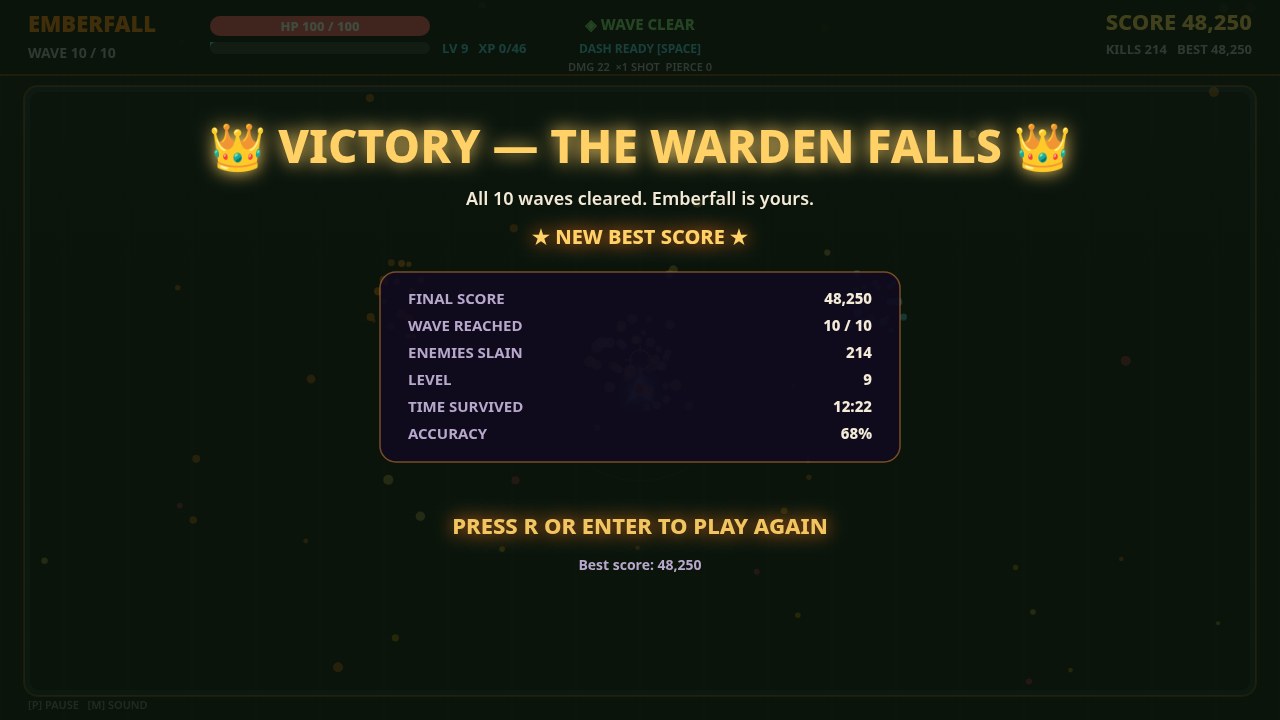 EMBERFALL
WAVE 10 / 10
HP 100 / 100
LV 9 XP 0/46
◆ WAVE CLEAR
DASH READY [SPACE]
DMG 22 ×1 SHOT PIERCE 0
SCORE 48,250
KILLS 214 BEST 48,250
👑 VICTORY — THE WARDEN FALLS 👑
All 10 waves cleared. Emberfall is yours.
★ NEW BEST SCORE ★
FINAL SCORE 48,250
WAVE REACHED 10 / 10
ENEMIES SLAIN 214
LEVEL 9
TIME SURVIVED 12:22
ACCURACY 68%
PRESS R OR ENTER TO PLAY AGAIN
Best score: 48,250
[P] PAUSE [M] SOUND